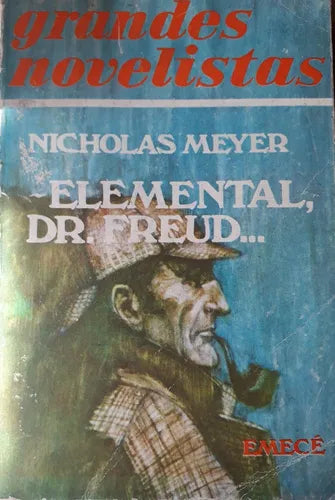 grandes
novelistas
NICHOLAS MEYER
ELEMENTAL,
DR. FREUD...
EMECÉ